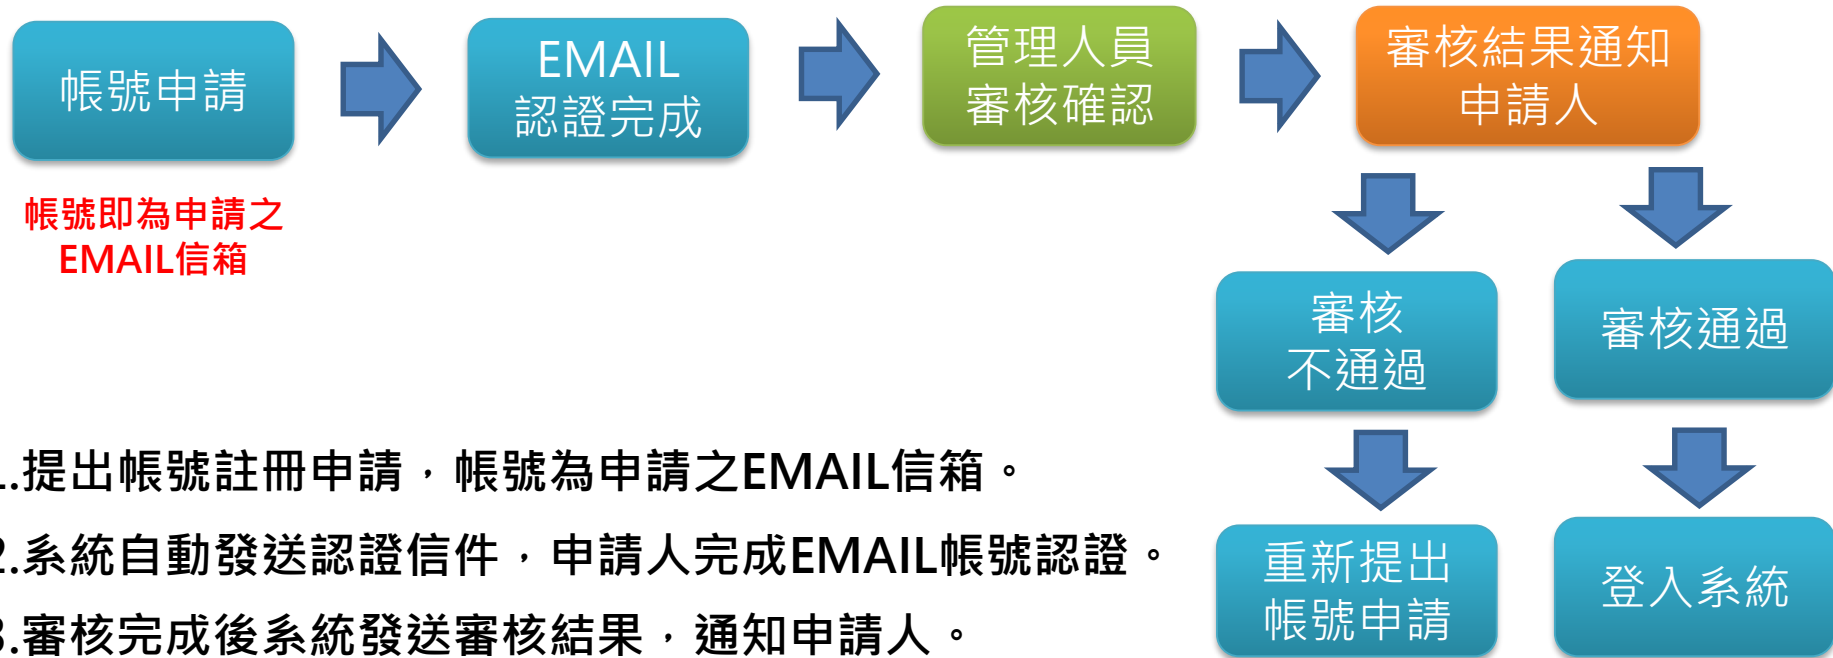 帳號申請
EMAIL
認證完成
管理人員
審核確認
審核結果通知
申請人
帳號即為申請之
EMAIL信箱
審核
不通過
審核通過
1.提出帳號註冊申請，帳號為申請之EMAIL信箱。
2.系統自動發送認證信件，申請人完成EMAIL帳號認證。
3.審核完成後系統發送審核結果，通知申請人。
重新提出
帳號申請
登入系統